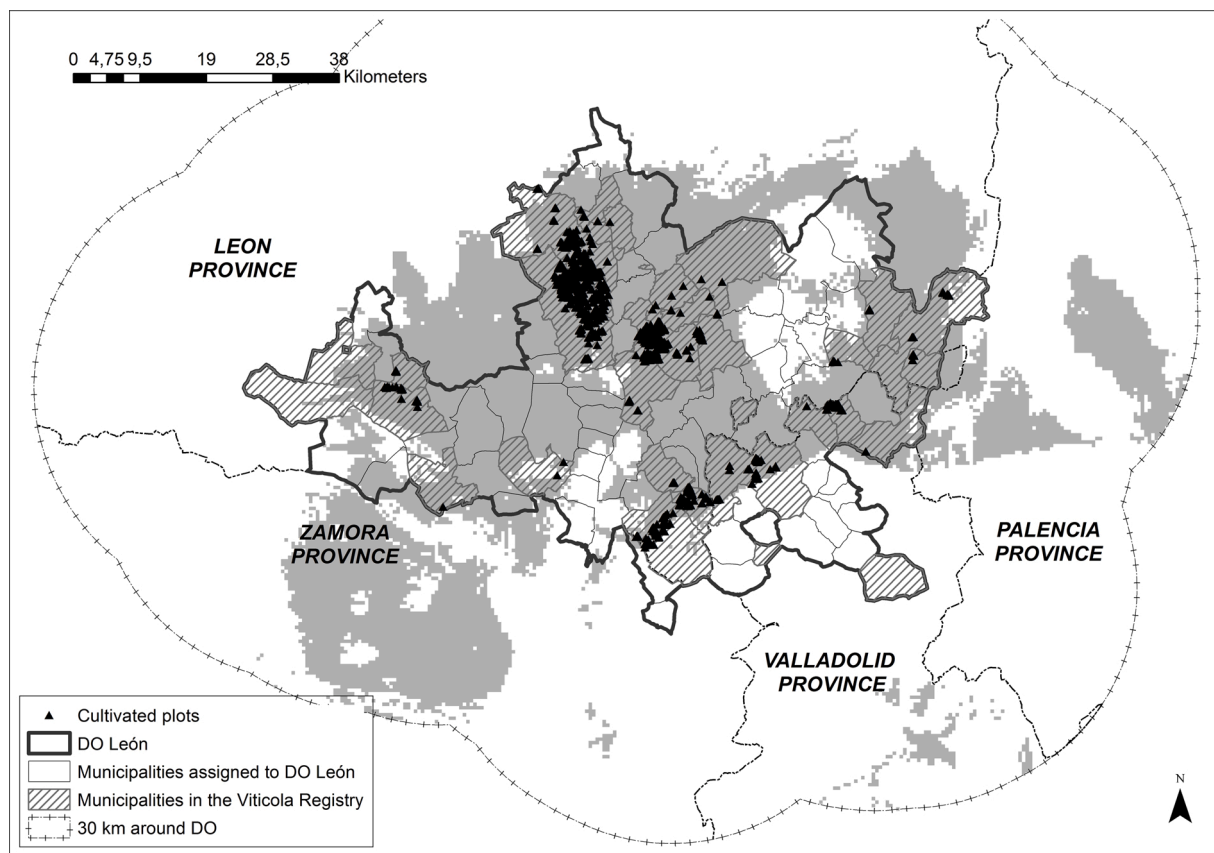 0 4,75 9,5 19 28,5 38
Kilometers
LEON
PROVINCE
ZAMORA
PROVINCE
PALENCIA
PROVINCE
VALLADOLID
PROVINCE
Cultivated plots
DO León
Municipalities assigned to DO León
Municipalities in the Viticola Registry
30 km around DO
N